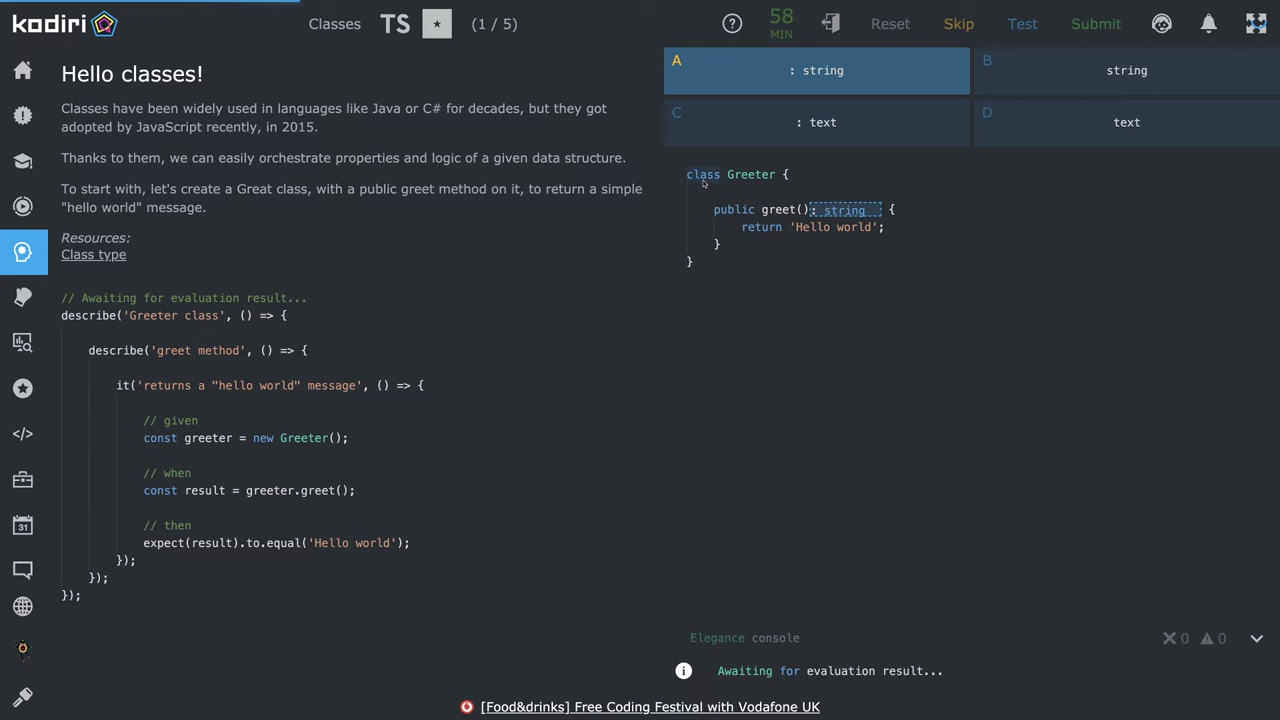 kodiri
Classes TS (1 / 5)
58
MIN
Reset Skip Test Submit
Hello classes!
Classes have been widely used in languages like Java or C# for decades, but they got
adopted by JavaScript recently, in 2015.
Thanks to them, we can easily orchestrate properties and logic of a given data structure.
To start with, let's create a Great class, with a public greet method on it, to return a simple
"hello world" message.
Resources:
Class type
// Awaiting for evaluation result...
describe('Greeter class', () => {
describe('greet method', () => {
it('returns a "hello world" message', () => {
// given
const greeter = new Greeter();
// when
const result = greeter.greet();
// then
expect(result).to.equal('Hello world');
});
});
});
A : string
B string
C : text
D text
class Greeter {
public greet(): string {
return 'Hello world';
}
}
Elegance console
0 0
Awaiting for evaluation result...
31
[Food&drinks] Free Coding Festival with Vodafone UK